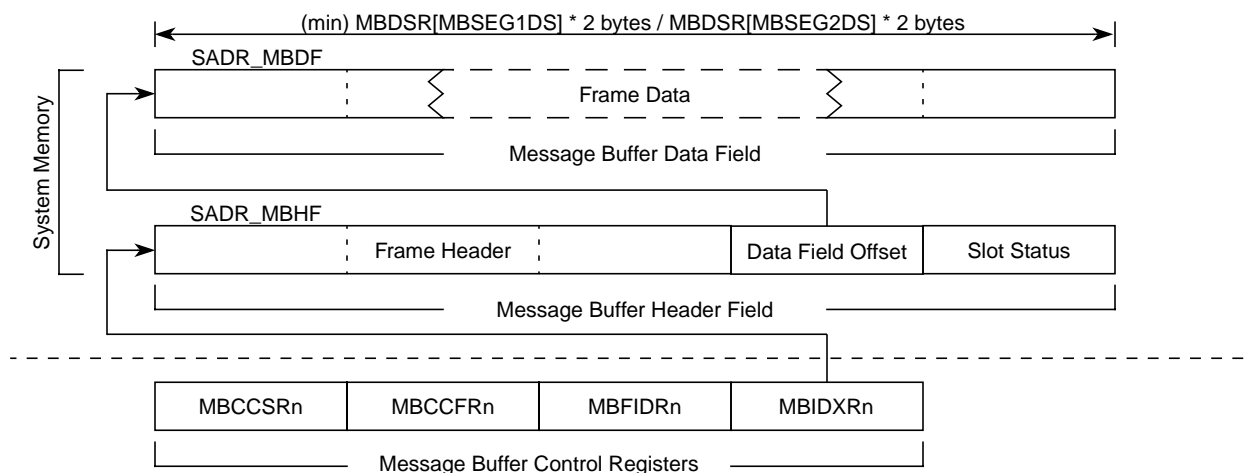 (min) MBDSR[MBSEG1DS] * 2 bytes / MBDSR[MBSEG2DS] * 2 bytes
SADR_MBDF
Frame Data
Message Buffer Data Field
System Memory
SADR_MBHF
Frame Header
Data Field Offset
Slot Status
Message Buffer Header Field
MBCCSRn
MBCCFRn
MBFIDRn
MBIDXRn
Message Buffer Control Registers